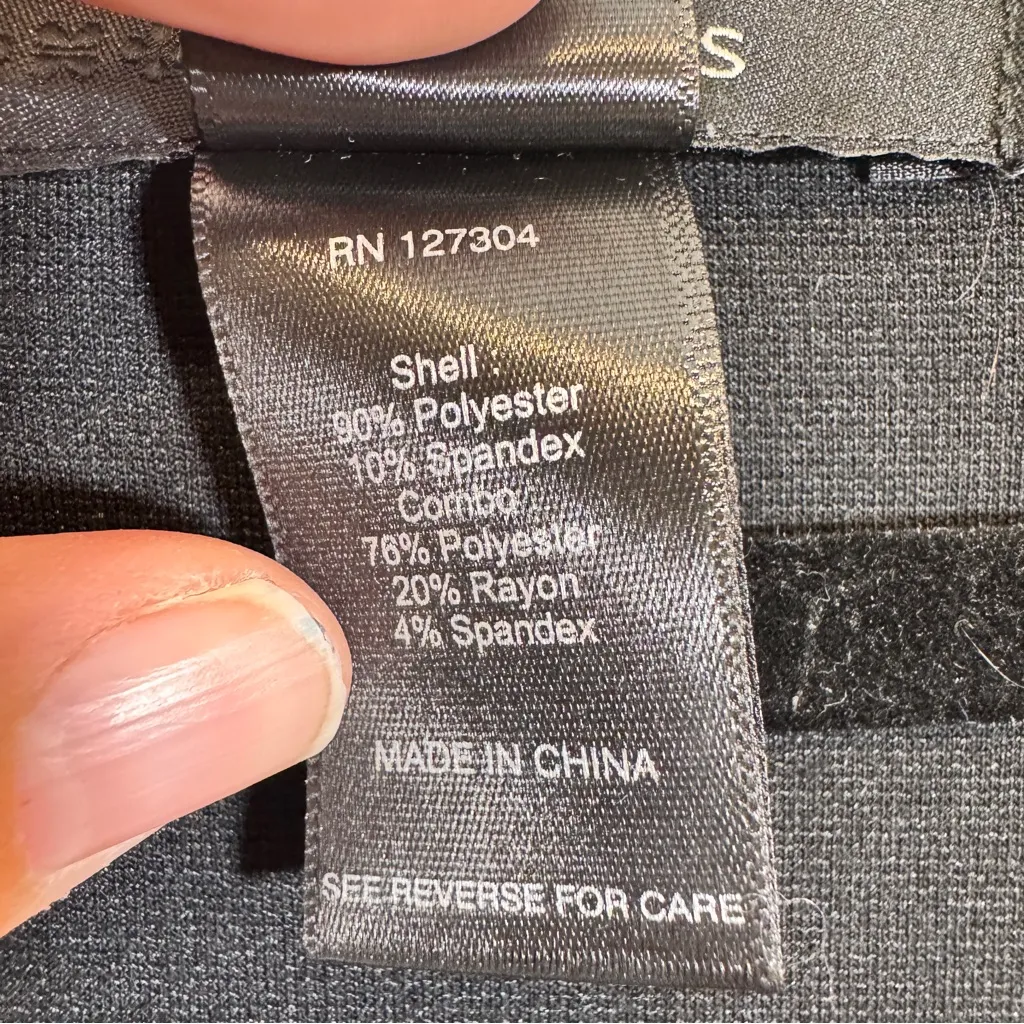 S
RN 127304
Shell :
90% Polyester
10% Spandex
Combo :
76% Polyester
20% Rayon
4% Spandex
MADE IN CHINA
SEE REVERSE FOR CARE